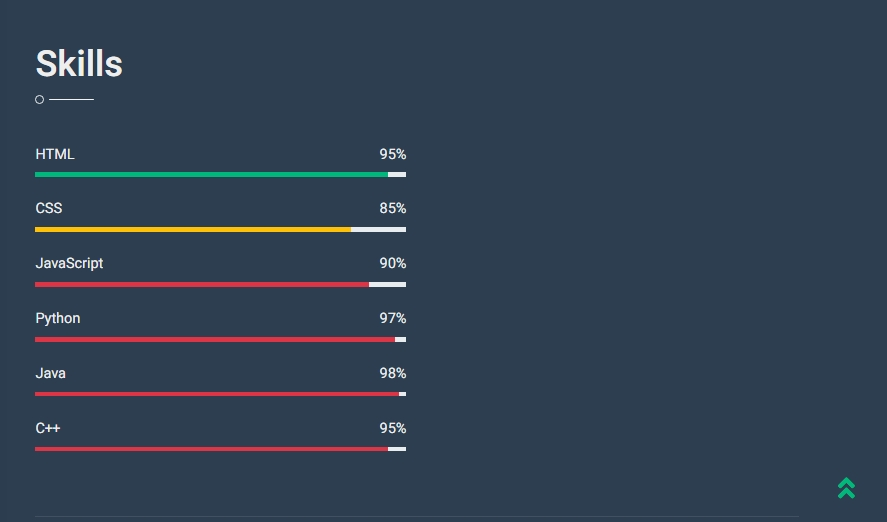 Skills
HTML 95%
CSS 85%
JavaScript 90%
Python 97%
Java 98%
C++ 95%